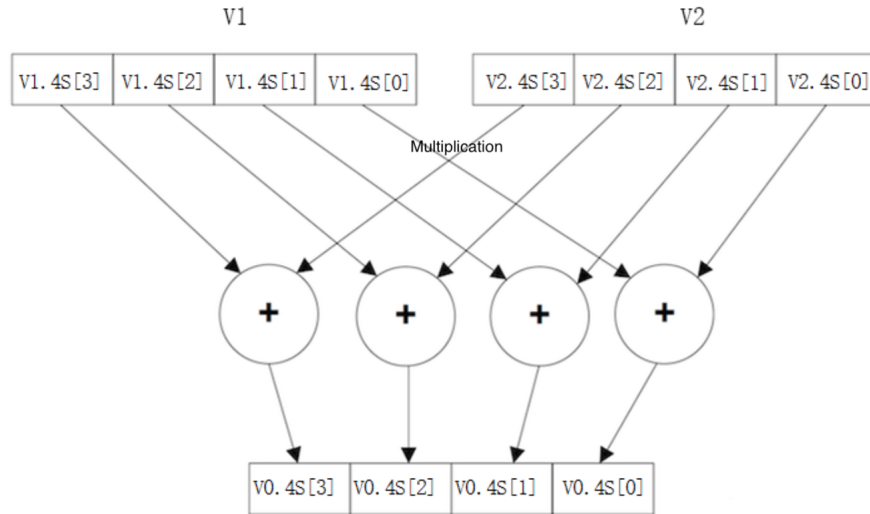 V1 V2
V1.4S[3] V1.4S[2] V1.4S[1] V1.4S[0] V2.4S[3] V2.4S[2] V2.4S[1] V2.4S[0]
Multiplication
+ + + +
V0.4S[3] V0.4S[2] V0.4S[1] V0.4S[0]